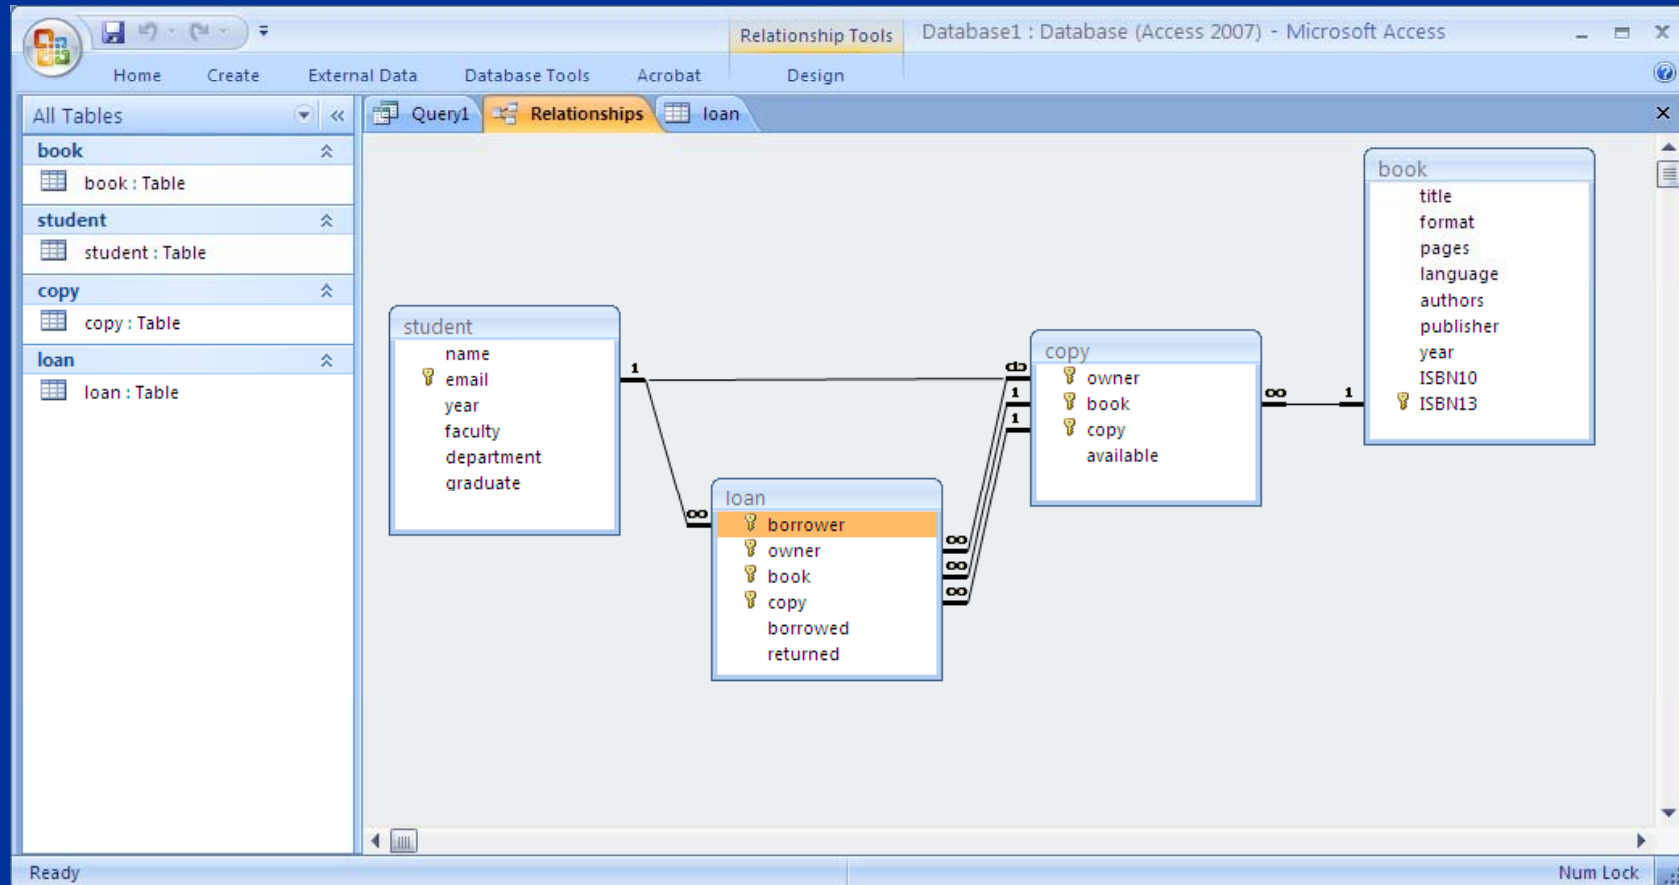 Relationship Tools
Database1 : Database (Access 2007) - Microsoft Access
Home Create External Data Database Tools Acrobat Design
All Tables
Query1 Relationships loan
book
book : Table
student
student : Table
copy
copy : Table
loan
loan : Table
student
name
email
year
faculty
department
graduate
1
∞
loan
borrower
owner
book
copy
borrowed
returned
∞
∞
∞
1
1
copy
owner
book
copy
available
∞
1
book
title
format
pages
language
authors
publisher
year
ISBN10
ISBN13
Ready
Num Lock